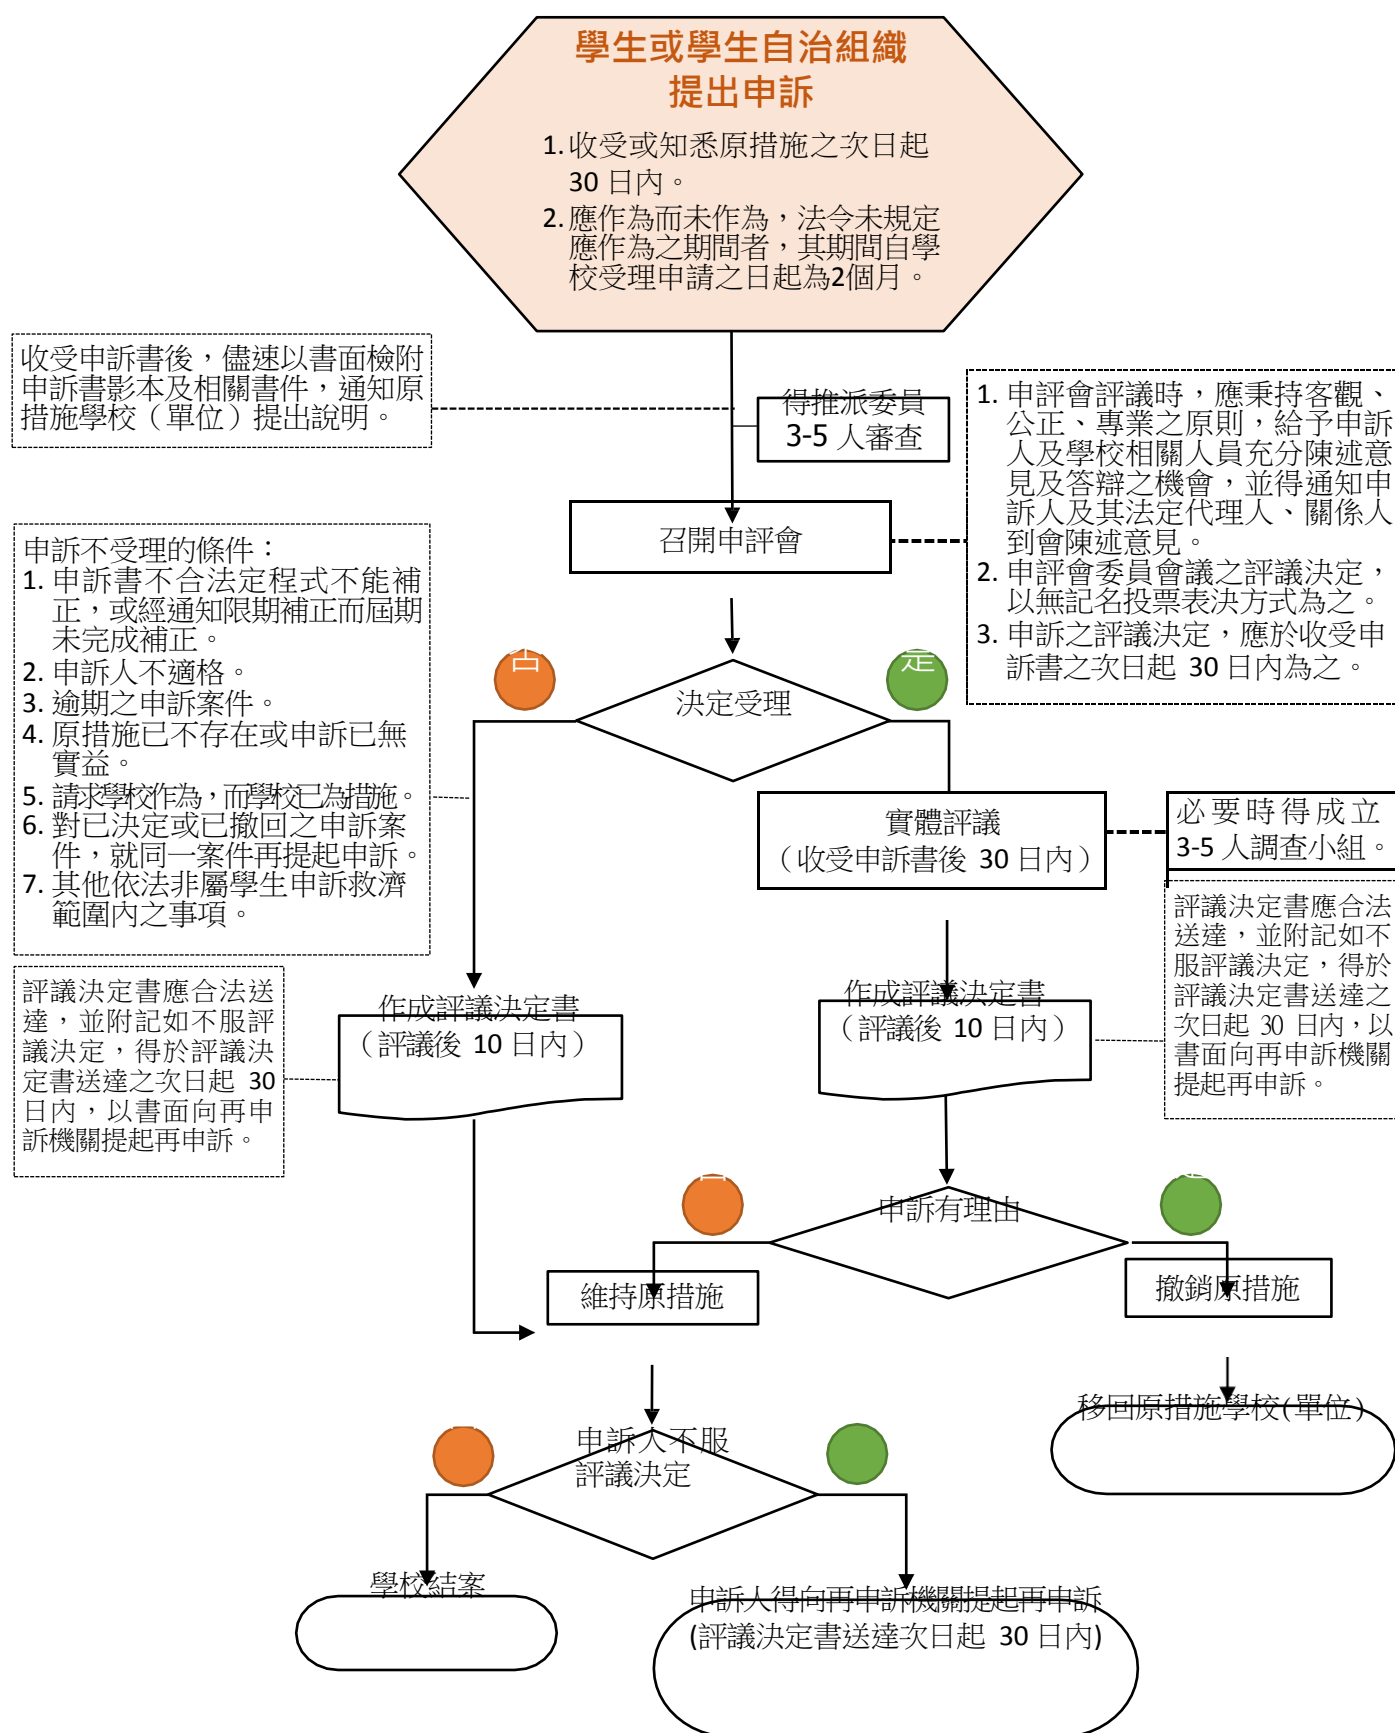 學生或學生自治組織
提出申訴
1. 收受或知悉原措施之次日起
30 日內。
2. 應作為而未作為，法令未規定
應作為之期間者，其期間自學
校受理申請之日起為2個月。
收受申訴書後，儘速以書面檢附
申訴書影本及相關書件，通知原
措施學校（單位）提出說明。
得推派委員
3-5 人審查
1. 申評會評議時，應秉持客觀、
公正、專業之原則，給予申訴
人及學校相關人員充分陳述意
見及答辯之機會，並得通知申
訴人及其法定代理人、關係人
到會陳述意見。
2. 申評會委員會議之評議決定，
以無記名投票表決方式為之。
3. 申訴之評議決定，應於收受申
訴書之次日起 30 日內為之。
召開申評會
申訴不受理的條件：
1. 申訴書不合法定程式不能補
正，或經通知限期補正而屆期
未完成補正。
2. 申訴人不適格。
3. 逾期之申訴案件。
4. 原措施已不存在或申訴已無
實益。
5. 請求學校作為，而學校已為措施。
6. 對已決定或已撤回之申訴案
件，就同一案件再提起申訴。
7. 其他依法非屬學生申訴救濟
範圍內之事項。
否
是
決定受理
實體評議
（收受申訴書後 30 日內）
必要時得成立
3-5 人調查小組。
評議決定書應合法
送達，並附記如不
服評議決定，得於
評議決定書送達之
次日起 30 日內，以
書面向再申訴機關
提起再申訴。
評議決定書應合法送
達，並附記如不服評
議決定，得於評議決
定書送達之次日起 30
日內，以書面向再申
訴機關提起再申訴。
作成評議決定書
（評議後 10 日內）
作成評議決定書
（評議後 10 日內）
申訴有理由
維持原措施
撤銷原措施
移回原措施學校(單位)
申訴人不服
評議決定
學校結案
申訴人得向再申訴機關提起再申訴
(評議決定書送達次日起 30 日內)